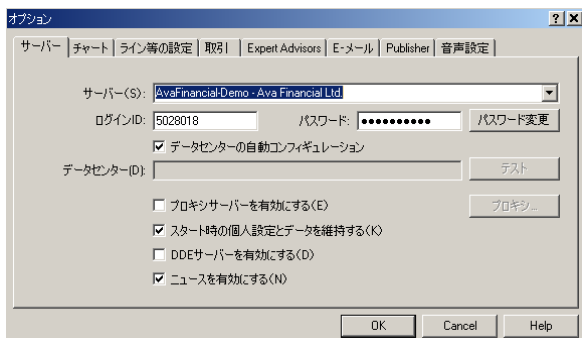 オプション
サーバー チャート ライン等の設定 取引 Expert Advisors E-メール Publisher 音声設定
サーバー(S): AvaFinancial-Demo - Ava Financial Ltd.
ログインID: 5028018 パスワード: ●●●●●●●●●● パスワード変更
データセンターの自動コンフィギュレーション
データセンター(D): テスト
プロキシサーバーを有効にする(E) プロキシ...
スタート時の個人設定とデータを維持する(K)
DDEサーバーを有効にする(D)
ニュースを有効にする(N)
OK Cancel Help